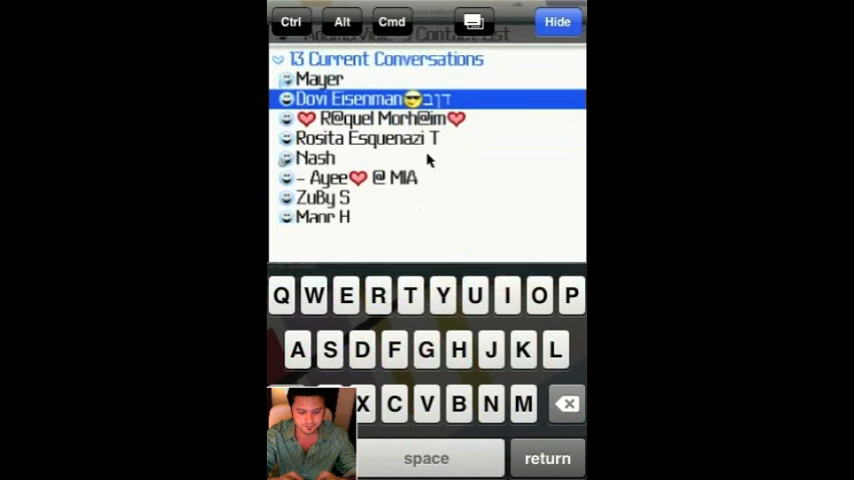 Ctrl Alt Cmd Hide
13 Current Conversations
Mayer
Dovi Eisenman😎דןב
❤ R@quel Morh@im❤
Rosita Esquenazi T
Nash
- Ayee❤ @ MIA
ZuBy S
Manr H
Q W E R T Y U I O P
A S D F G H J K L
X C V B N M
space return